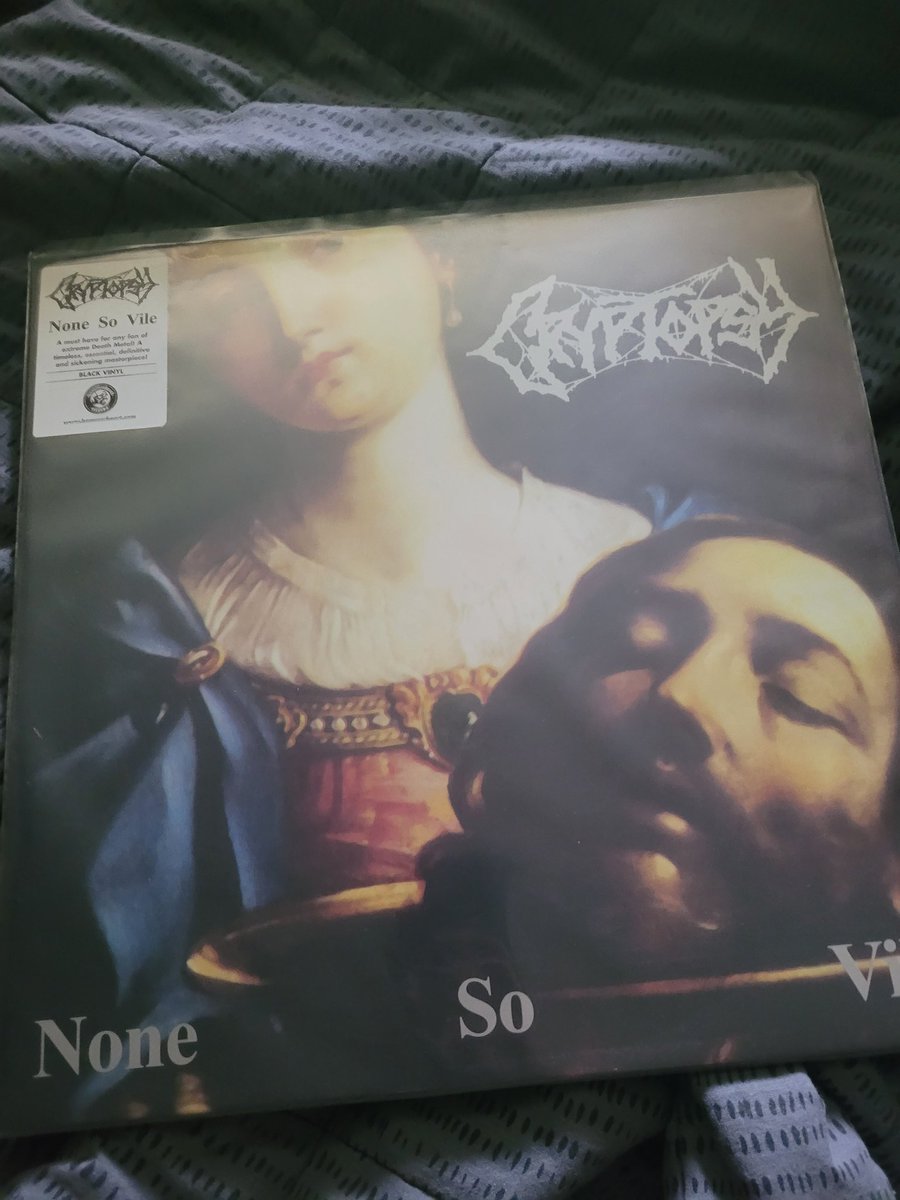 CRYPTOPSY
None So Vile
A must have for any fan of
extreme Death Metal! A
timeless, essential, definitive
and sickening masterpiece!
BLACK VINYL
CRYPTOPSY
None So Vi